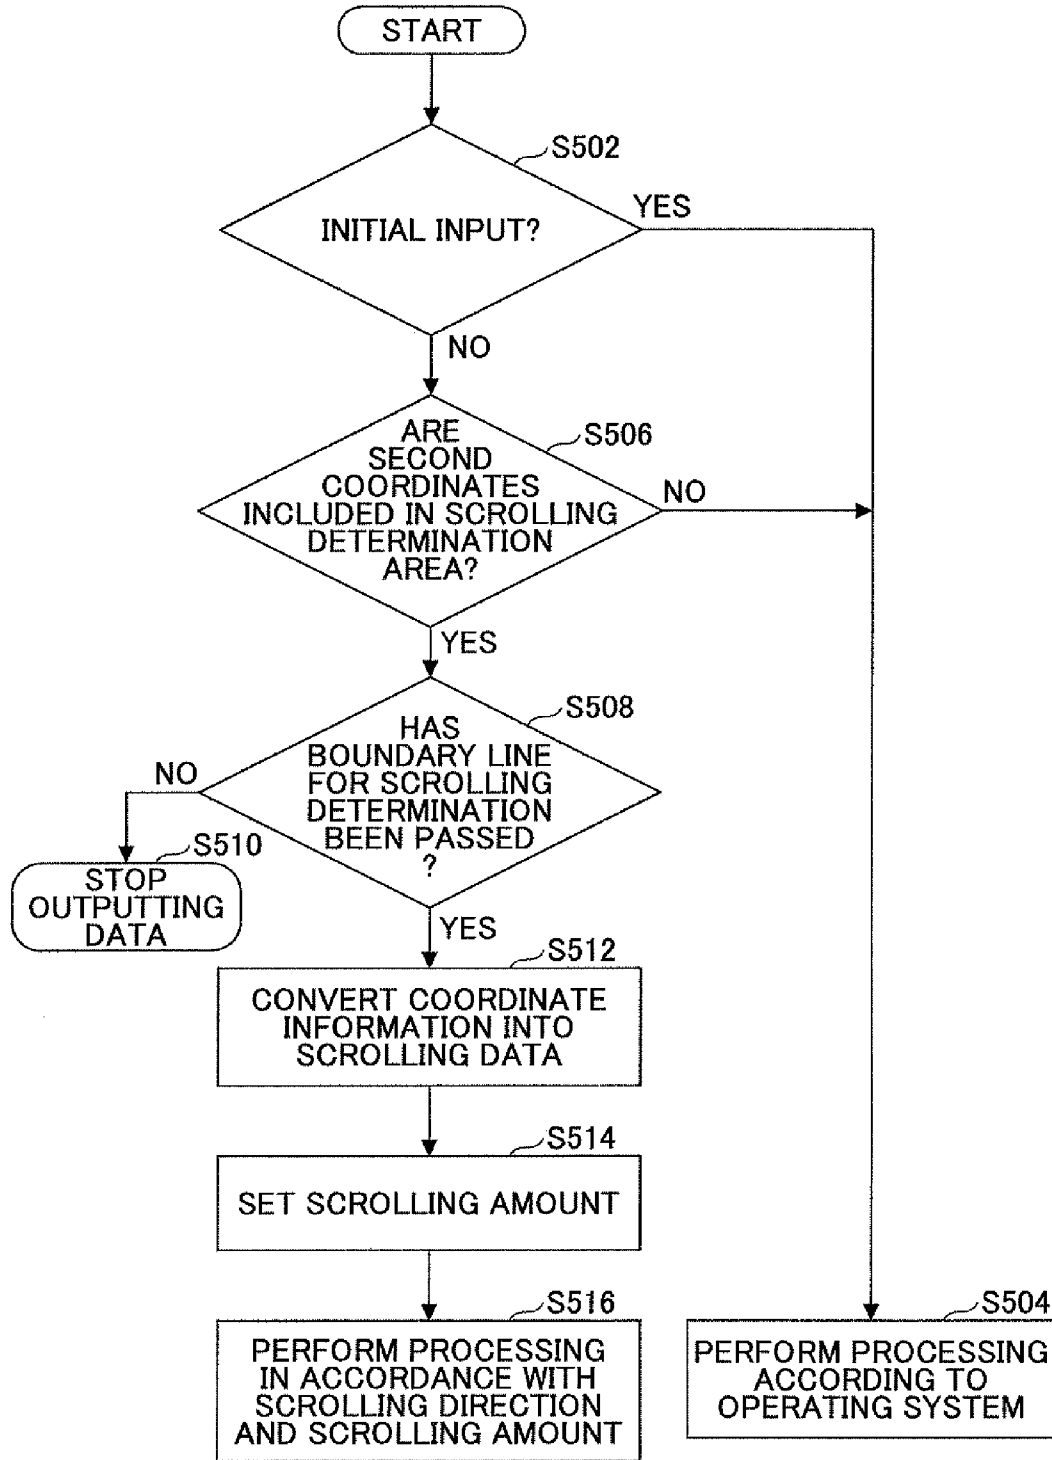 START
S502
INITIAL INPUT?
YES
NO
S506
ARE
SECOND
COORDINATES
INCLUDED IN SCROLLING
DETERMINATION
AREA?
NO
YES
S508
HAS
BOUNDARY LINE
FOR SCROLLING
DETERMINATION
BEEN PASSED
?
NO
S510
STOP
OUTPUTTING
DATA
YES
S512
CONVERT COORDINATE
INFORMATION INTO
SCROLLING DATA
S514
SET SCROLLING AMOUNT
S516
PERFORM PROCESSING
IN ACCORDANCE WITH
SCROLLING DIRECTION
AND SCROLLING AMOUNT
S504
PERFORM PROCESSING
ACCORDING TO
OPERATING SYSTEM